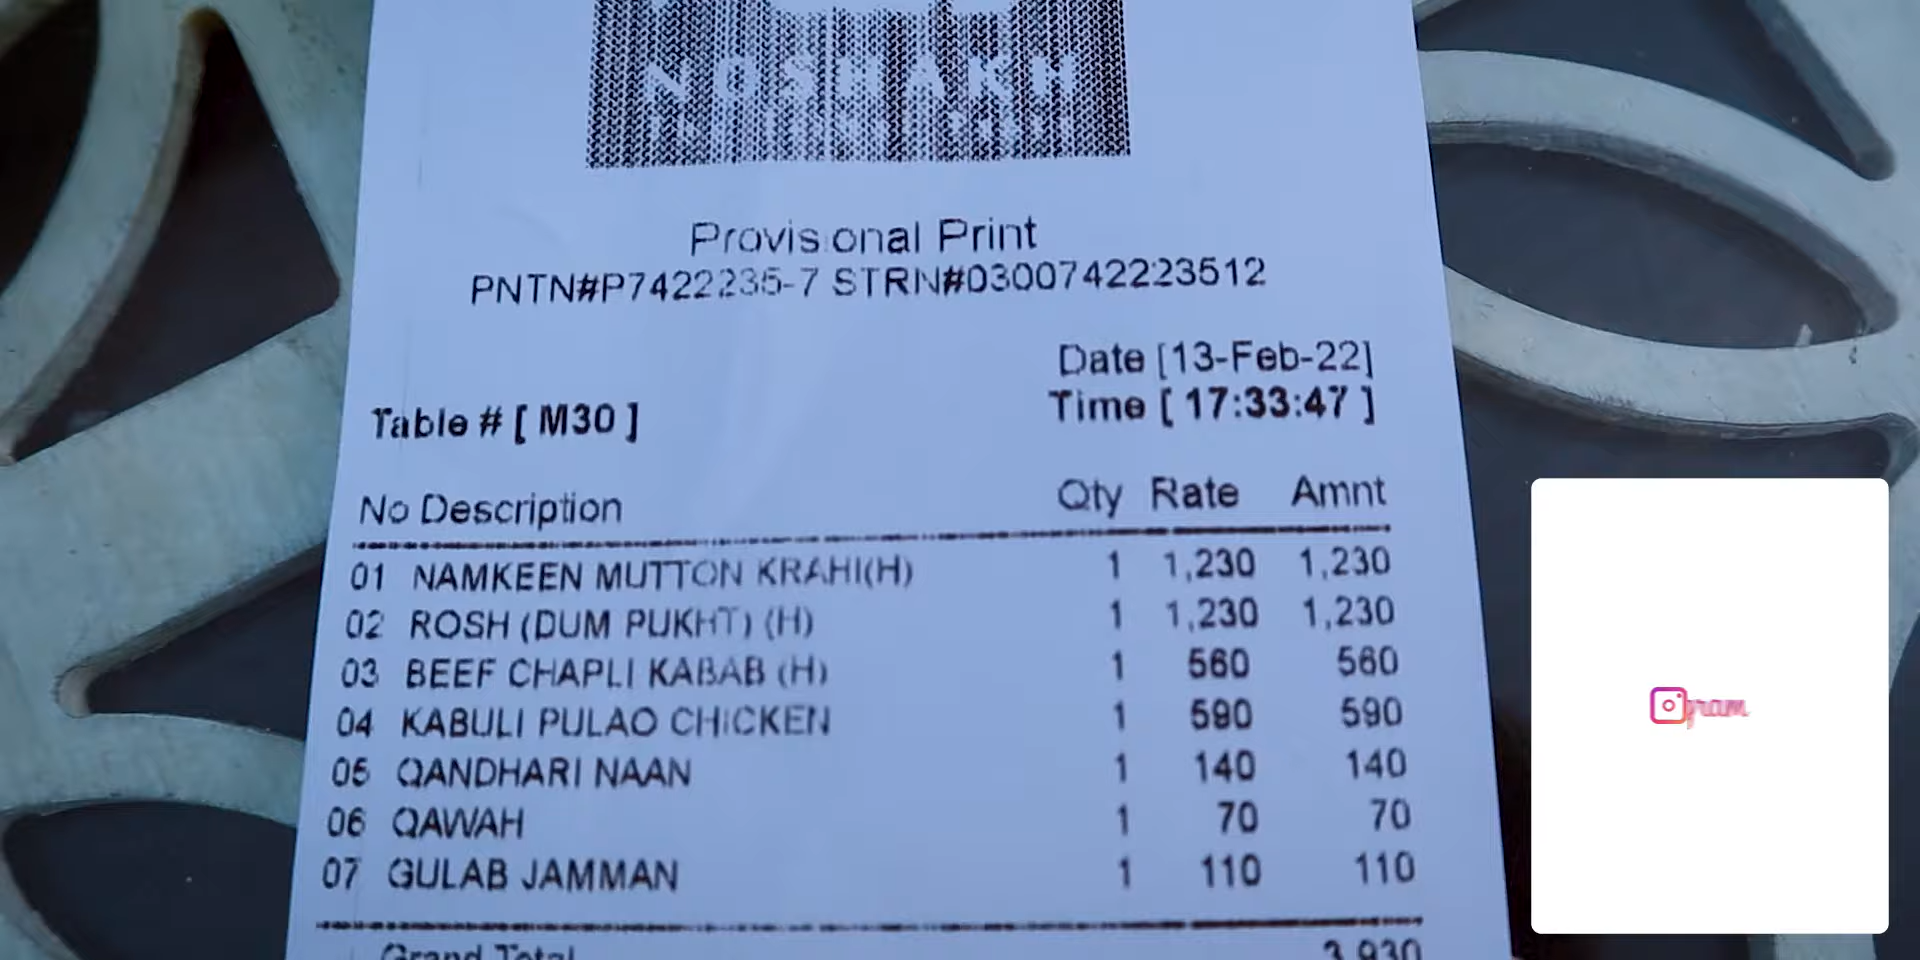 NOSHAKH
Provisional Print
PNTN#P7422235-7 STRN#0300742223512
Date [13-Feb-22]
Time [ 17:33:47 ]
Table # [ M30 ]
No Description Qty Rate Amnt
01 NAMKEEN MUTTON KRAHI(H) 1 1,230 1,230
02 ROSH (DUM PUKHT) (H) 1 1,230 1,230
03 BEEF CHAPLI KABAB (H) 1 560 560
04 KABULI PULAO CHICKEN 1 590 590
05 QANDHARI NAAN 1 140 140
06 QAWAH 1 70 70
07 GULAB JAMMAN 1 110 110
Grand Total 3,930
gram